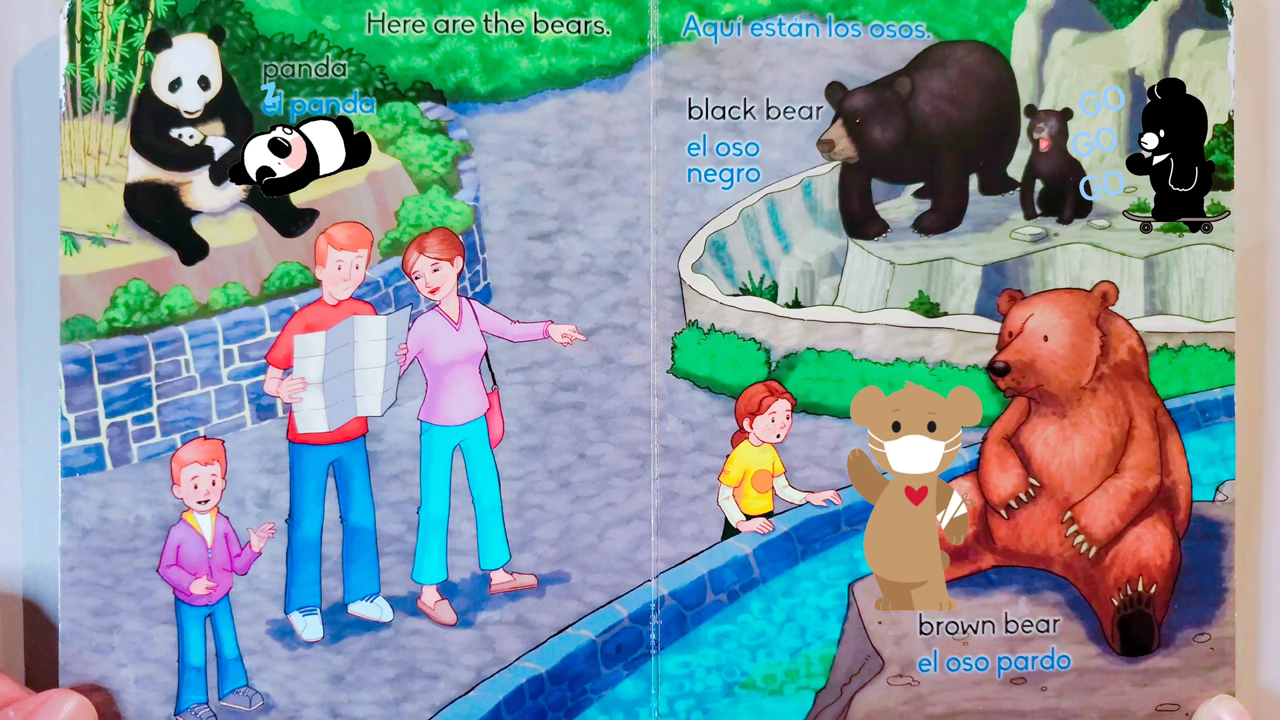 Here are the bears.
Aquí están los osos.
panda
el panda
Z
black bear
el oso
negro
GO
GO
GO
brown bear
el oso pardo